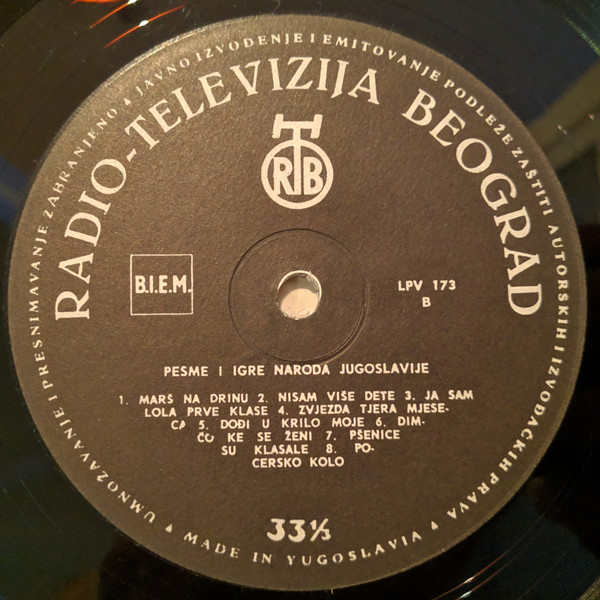 UMNOŽAVANJE I PRESNIMAVANJE ZABRANJENO ▲ JAVNO IZVOĐENJE I EMITOVANJE PODLEŽE ZAŠTITI AUTORSKIH I IZVOĐAČKIH PRAVA ▲
RADIO-TELEVIZIJA BEOGRAD
RTB
B.I.E.M.
LPV 173
B
PESME I IGRE NARODA JUGOSLAVIJE
1. MARŠ NA DRINU 2. NISAM VIŠE DETE 3. JA SAM
LOLA PRVE KLASE 4. ZVJEZDA TJERA MJESE-
CA 5. DOĐI U KRILO MOJE 6. DIM-
ČO KE SE ŽENI 7. PŠENICE
SU KLASALE 8. PO-
CERSKO KOLO
33⅓
MADE IN YUGOSLAVIA ▲